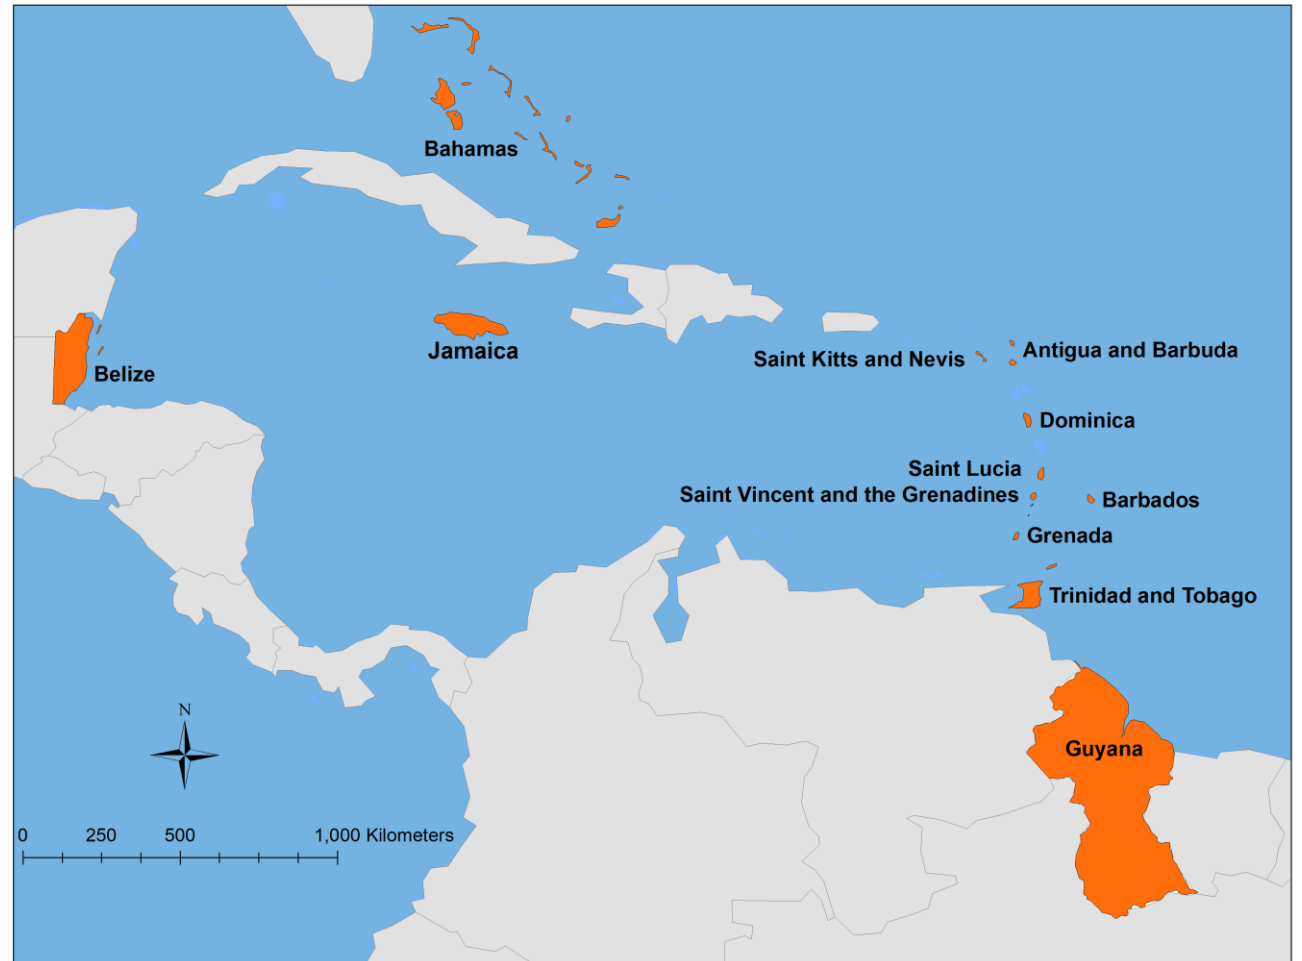 Bahamas
Jamaica
Belize
Saint Kitts and Nevis
Antigua and Barbuda
Dominica
Saint Lucia
Saint Vincent and the Grenadines
Barbados
Grenada
Trinidad and Tobago
Guyana
N
0 250 500 1,000 Kilometers